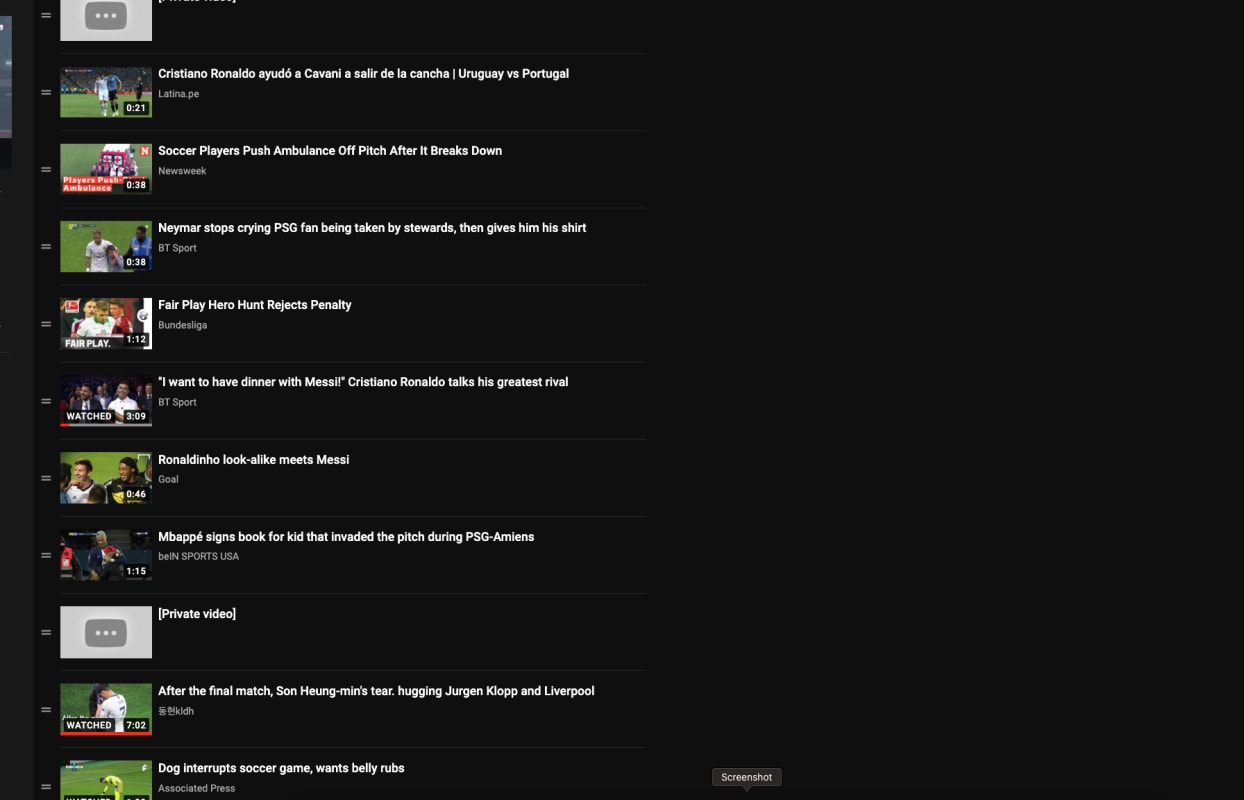 Cristiano Ronaldo ayudó a Cavani a salir de la cancha | Uruguay vs Portugal
Latina.pe
0:21
Soccer Players Push Ambulance Off Pitch After It Breaks Down
Newsweek
N
Players Push
Ambulance
0:38
Neymar stops crying PSG fan being taken by stewards, then gives him his shirt
BT Sport
0:38
Fair Play Hero Hunt Rejects Penalty
Bundesliga
FAIR PLAY.
1:12
"I want to have dinner with Messi!" Cristiano Ronaldo talks his greatest rival
BT Sport
WATCHED 3:09
Ronaldinho look-alike meets Messi
Goal
0:46
Mbappé signs book for kid that invaded the pitch during PSG-Amiens
beIN SPORTS USA
1:15
[Private video]
After the final match, Son Heung-min's tear. hugging Jurgen Klopp and Liverpool
동현kldh
WATCHED 7:02
Dog interrupts soccer game, wants belly rubs
Associated Press
Screenshot